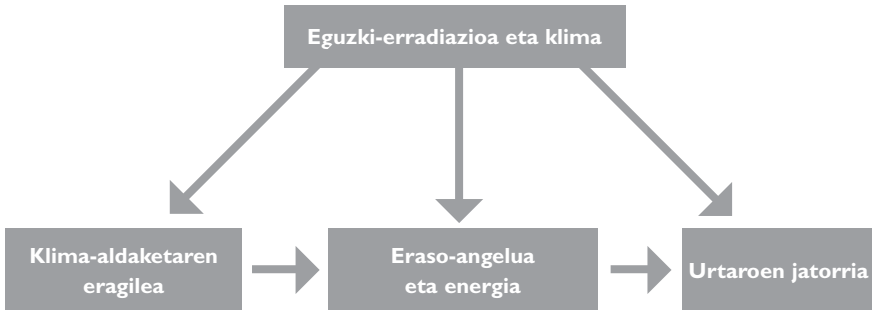 Eguzki-erradiazioa eta klima
Klima-aldaketaren
eragilea
Eraso-angelua
eta energia
Urtaroen jatorria